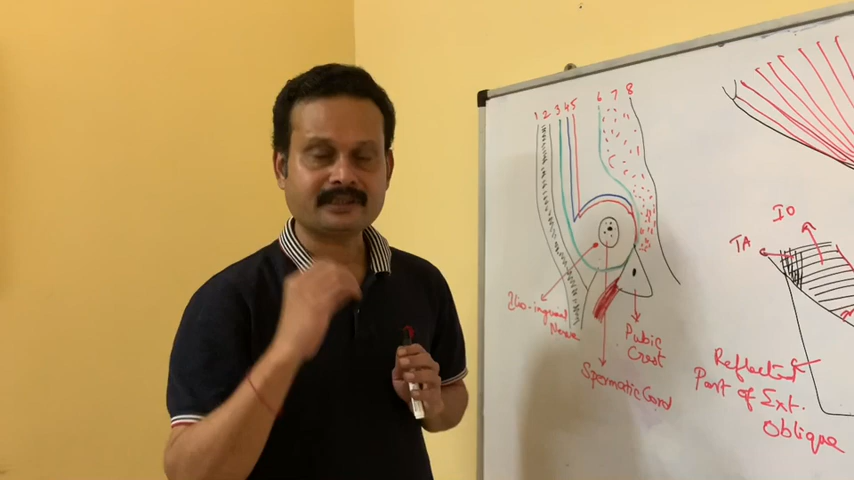 1 2 3 4 5 6 7 8
Ilio-inguinal
Nerve
Pubic
Crest
Spermatic Cord
IO
TA
Reflected
Part of Ext.
Oblique